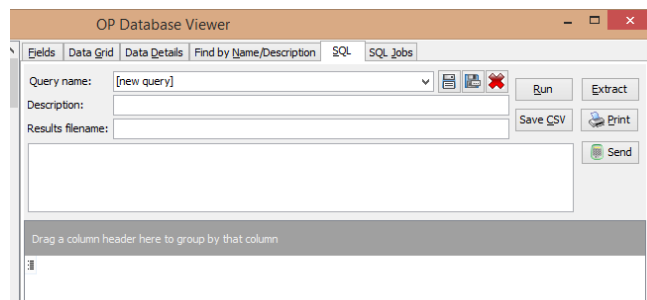 OP Database Viewer
Fields Data Grid Data Details Find by Name/Description SQL SQL Jobs
Query name: [new query] Run Extract
Description:
Results filename: Save CSV Print
Send
Drag a column header here to group by that column